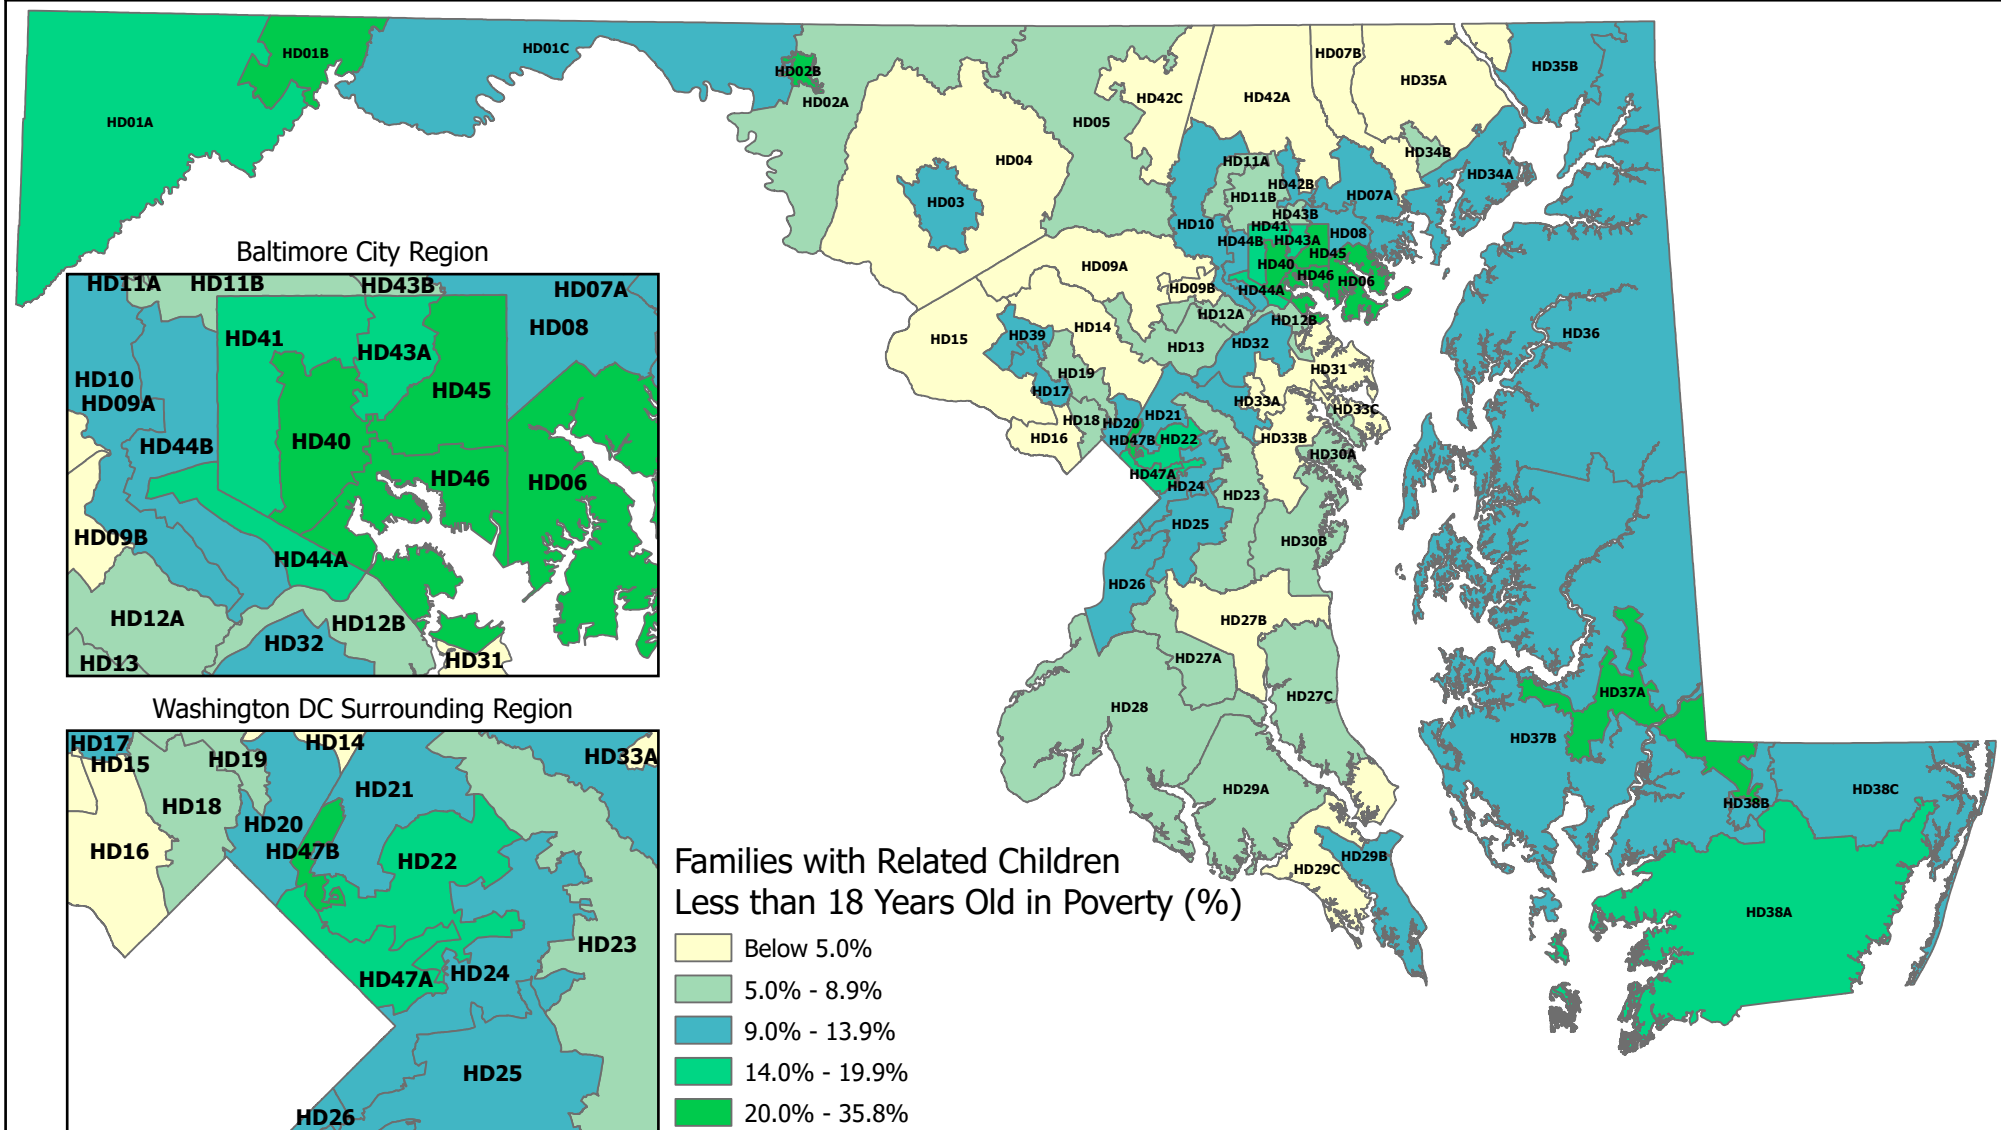 HD01B
HD01C
HD02B
HD02A
HD01A
HD05
HD42C
HD42A
HD07B
HD35A
HD35B
HD04
HD03
HD11A
HD34B
HD34A
HD42B
HD11B
HD07A
HD43B
HD10
HD41
HD44B
HD43A
HD08
HD45
HD40
HD46
HD06
HD44A
HD09A
HD09B
HD12A
HD12B
HD36
HD15
HD39
HD14
HD13
HD32
HD19
HD31
HD17
HD33A
HD33C
HD18
HD20
HD21
HD16
HD47B
HD22
HD33B
HD30A
HD47A
HD24
HD23
HD25
HD30B
HD26
HD27B
HD27A
HD27C
HD28
HD37A
HD37B
HD29A
HD38B
HD38C
HD29B
HD29C
HD38A
Baltimore City Region
HD11A
HD11B
HD43B
HD07A
HD08
HD41
HD43A
HD10
HD09A
HD45
HD44B
HD40
HD46
HD06
HD09B
HD44A
HD12A
HD12B
HD32
HD13
HD31
Washington DC Surrounding Region
HD17
HD14
HD15
HD19
HD33A
HD21
HD18
HD20
HD16
HD47B
HD22
HD23
HD24
HD47A
HD25
HD26
Families with Related Children
Less than 18 Years Old in Poverty (%)
Below 5.0%
5.0% - 8.9%
9.0% - 13.9%
14.0% - 19.9%
20.0% - 35.8%